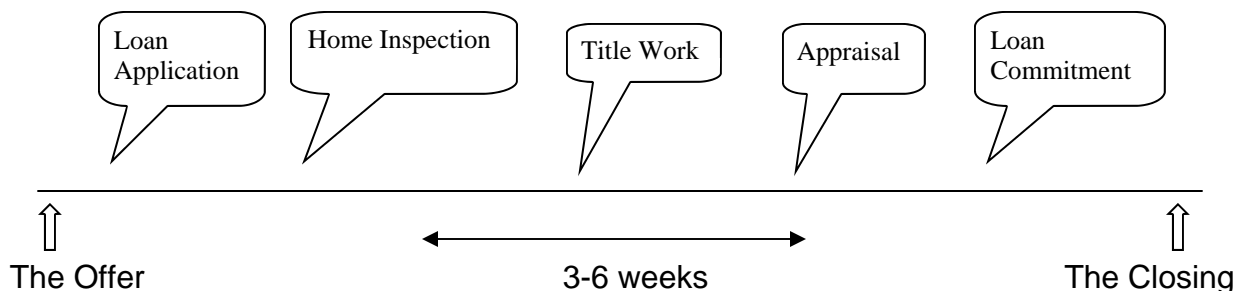 Loan
Application
Home Inspection
Title Work
Appraisal
Loan
Commitment
The Offer
3-6 weeks
The Closing